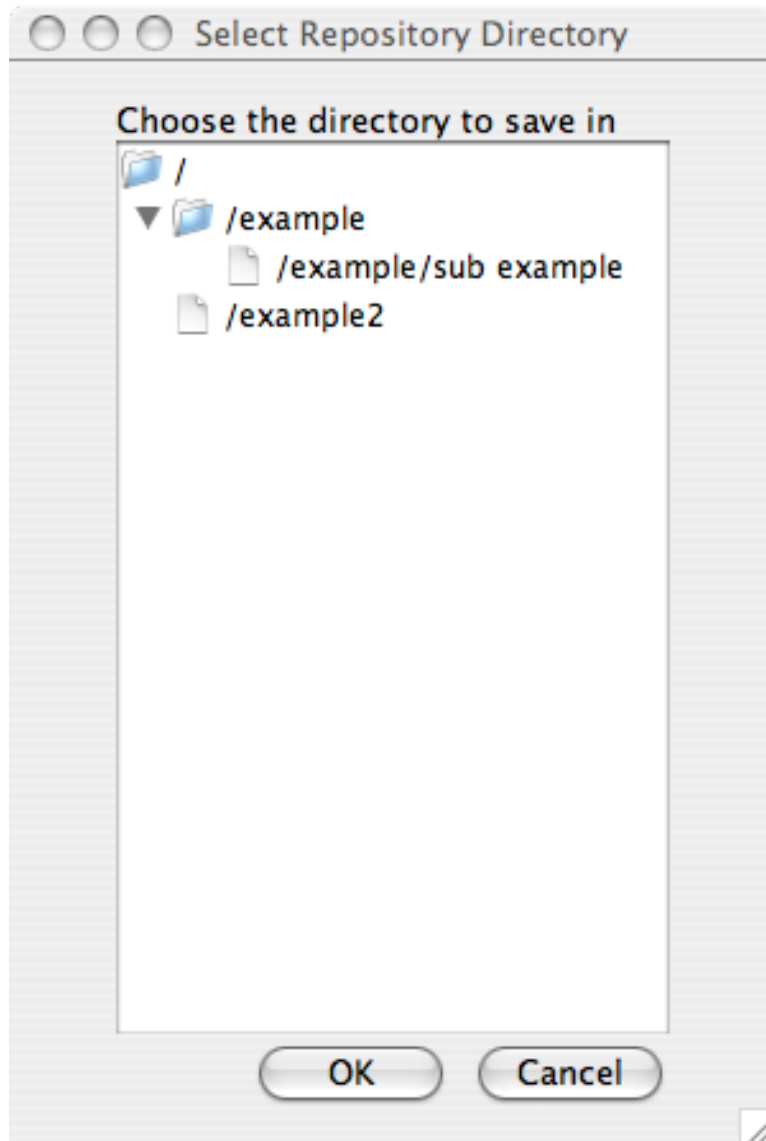 Select Repository Directory
Choose the directory to save in
/
/example
/example/sub example
/example2
OK
Cancel